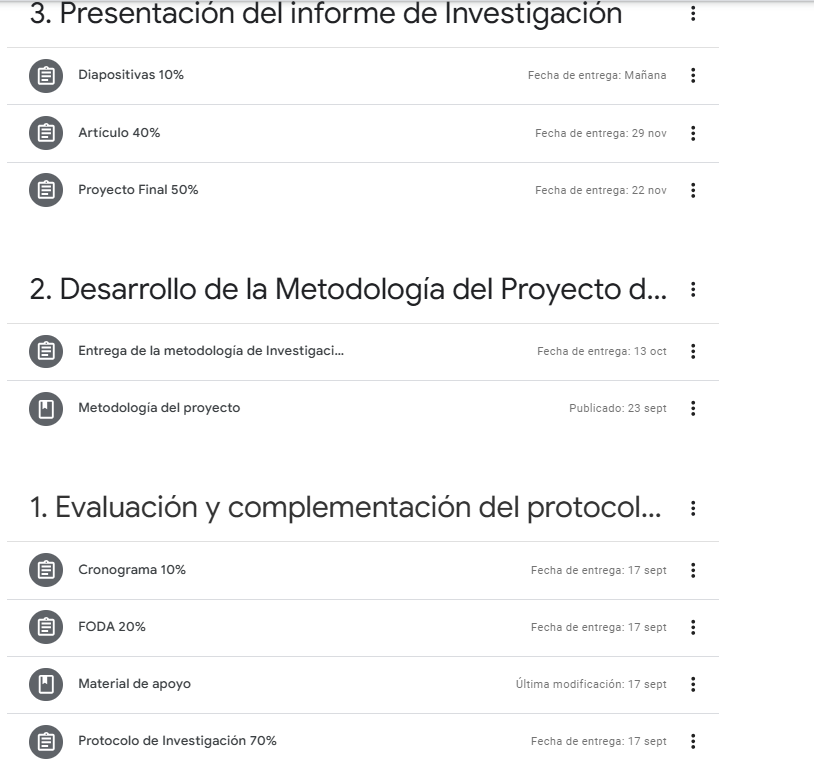 3. Presentación del informe de Investigación
Diapositivas 10% Fecha de entrega: Mañana
Artículo 40% Fecha de entrega: 29 nov
Proyecto Final 50% Fecha de entrega: 22 nov
2. Desarrollo de la Metodología del Proyecto d...
Entrega de la metodología de Investigaci... Fecha de entrega: 13 oct
Metodología del proyecto Publicado: 23 sept
1. Evaluación y complementación del protocol...
Cronograma 10% Fecha de entrega: 17 sept
FODA 20% Fecha de entrega: 17 sept
Material de apoyo Última modificación: 17 sept
Protocolo de Investigación 70% Fecha de entrega: 17 sept